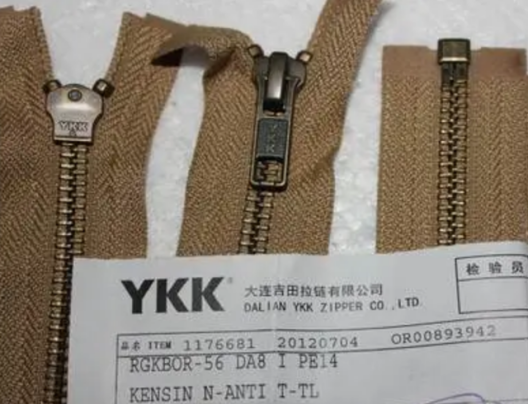 YKK
YKK
YKK® 大连吉田拉链有限公司
DALIAN YKK ZIPPER CO.,LTD.
检验员
品名 ITEM 1176681 20120704 OR00893942
RGKBOR-56 DA8 I PE14
KENSIN N-ANTI T-TL